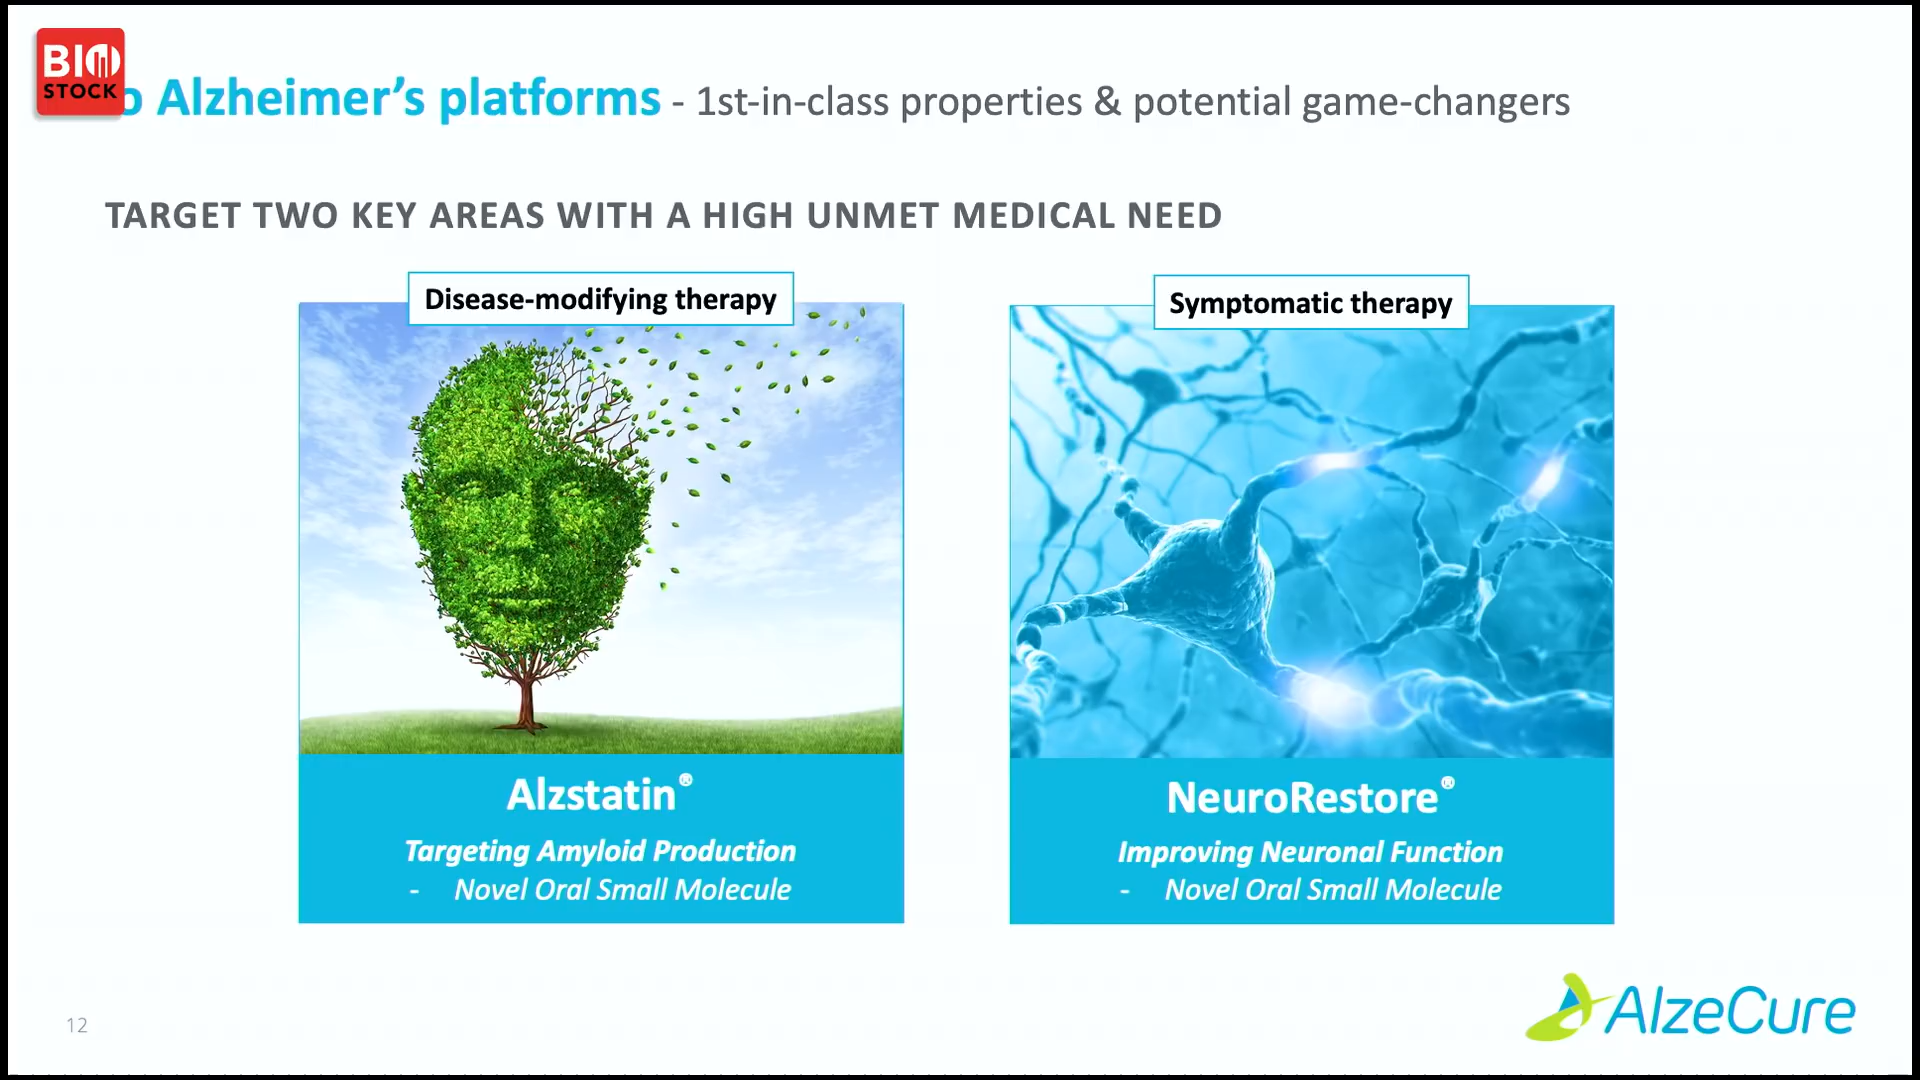 BIO STOCK
o Alzheimer's platforms - 1st-in-class properties & potential game-changers
TARGET TWO KEY AREAS WITH A HIGH UNMET MEDICAL NEED
Disease-modifying therapy
Alzstatin®
Targeting Amyloid Production
- Novel Oral Small Molecule
Symptomatic therapy
NeuroRestore®
Improving Neuronal Function
- Novel Oral Small Molecule
12
AlzeCure